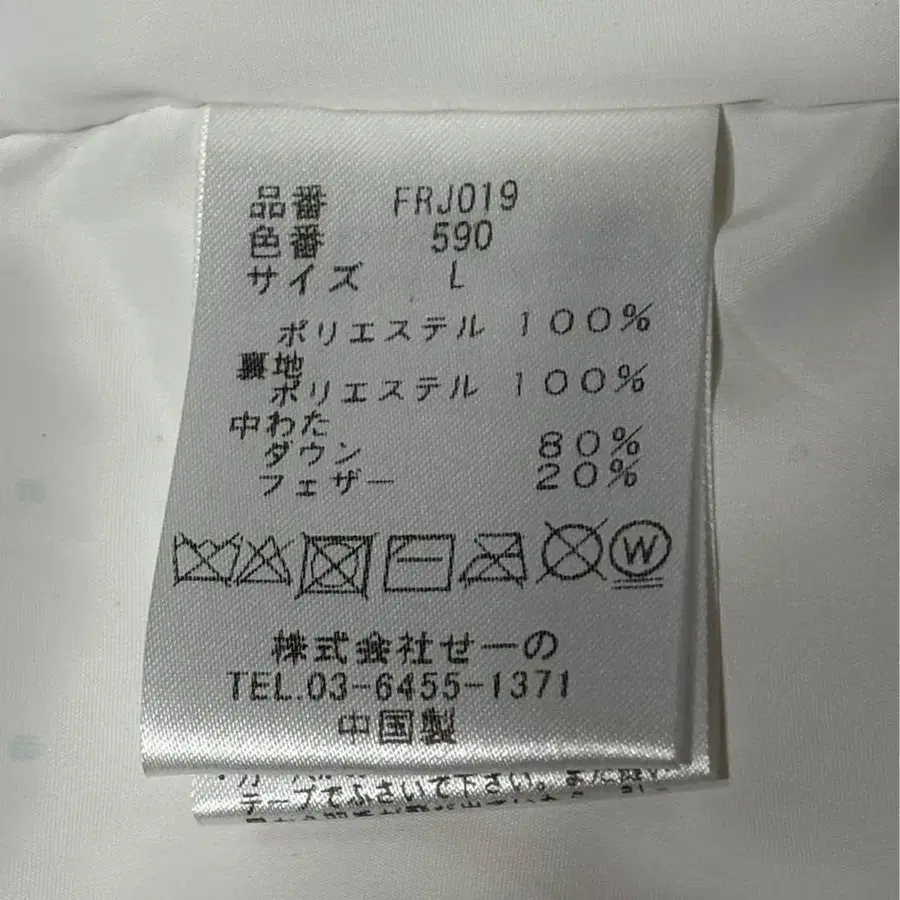 品番 FRJ019
色番 590
サイズ L
ポリエステル 100%
裏地
ポリエステル 100%
中わた
ダウン 80%
フェザー 20%
W
株式会社せーの
TEL.03-6455-1371
中国製
テープでふさいで下さい。